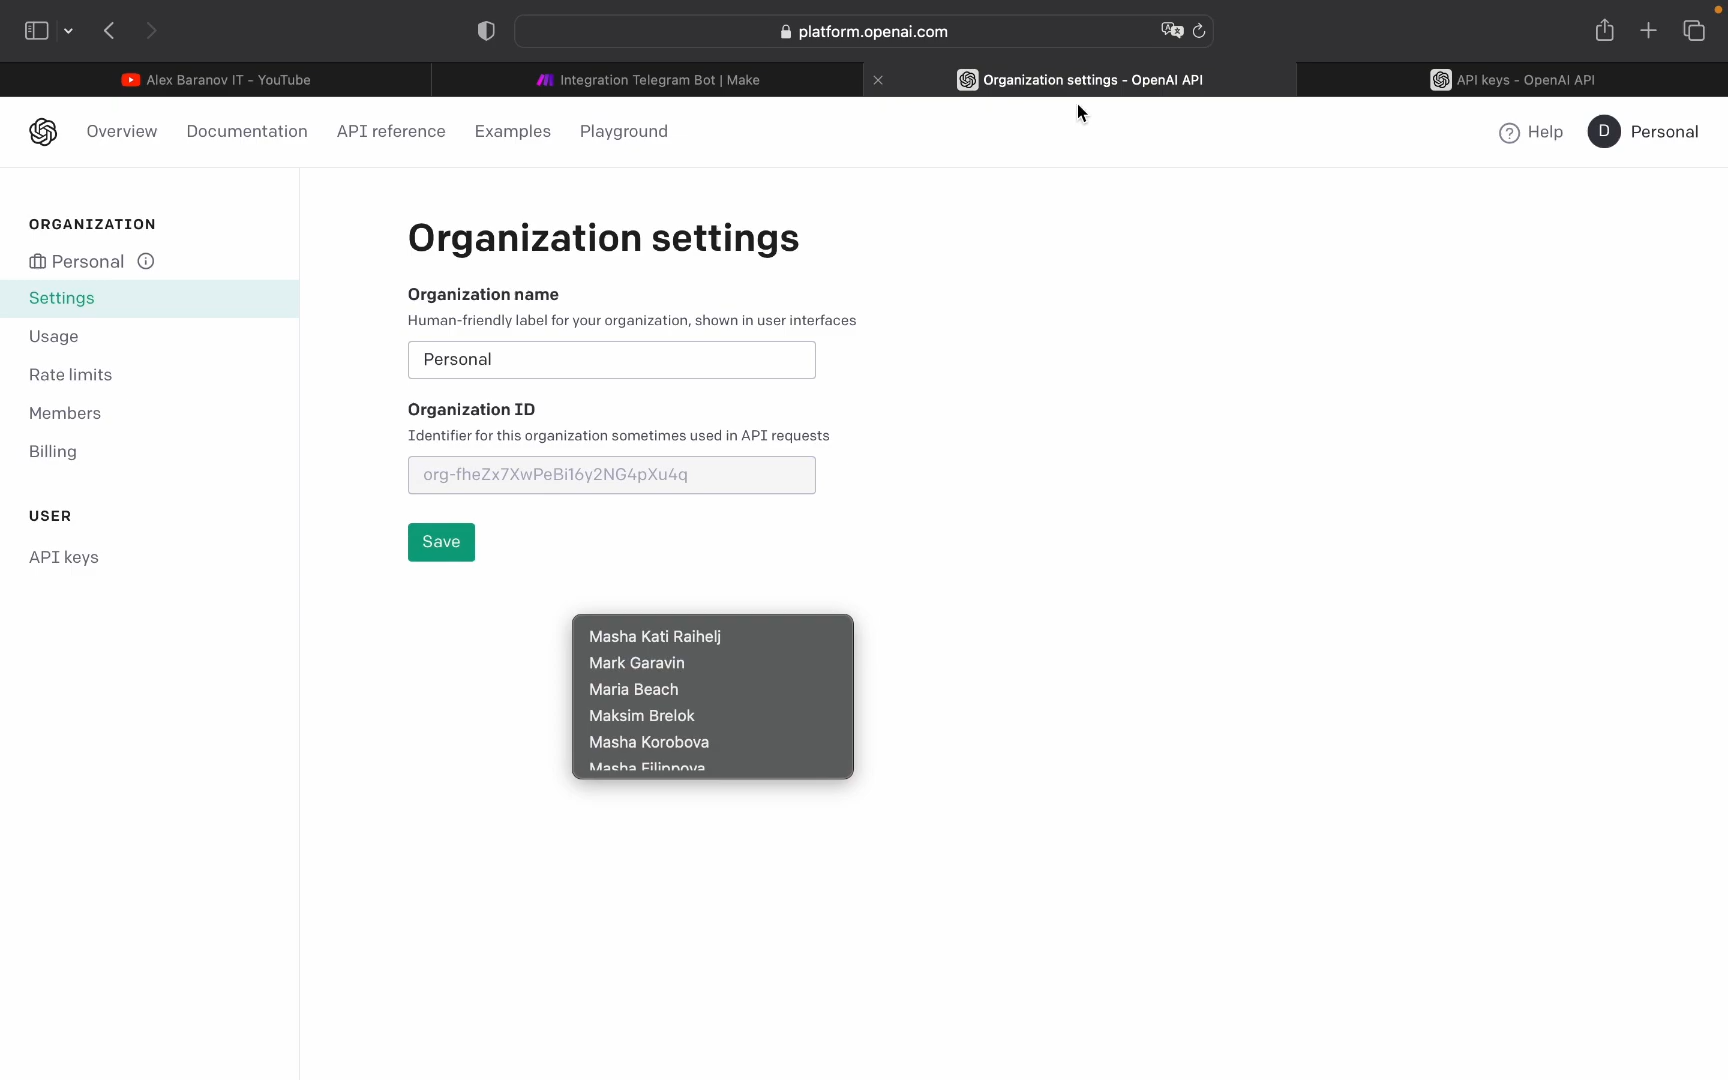 platform.openai.com
Alex Baranov IT - YouTube
Integration Telegram Bot | Make
Organization settings - OpenAI API
API keys - OpenAI API
Overview
Documentation
API reference
Examples
Playground
Help
D
Personal
ORGANIZATION
Personal
Settings
Usage
Rate limits
Members
Billing
USER
API keys
Organization settings
Organization name
Human-friendly label for your organization, shown in user interfaces
Personal
Organization ID
Identifier for this organization sometimes used in API requests
org-fheZx7XwPeBi16y2NG4pXu4q
Save
Masha Kati Raihelj
Mark Garavin
Maria Beach
Maksim Brelok
Masha Korobova
Masha Filippova